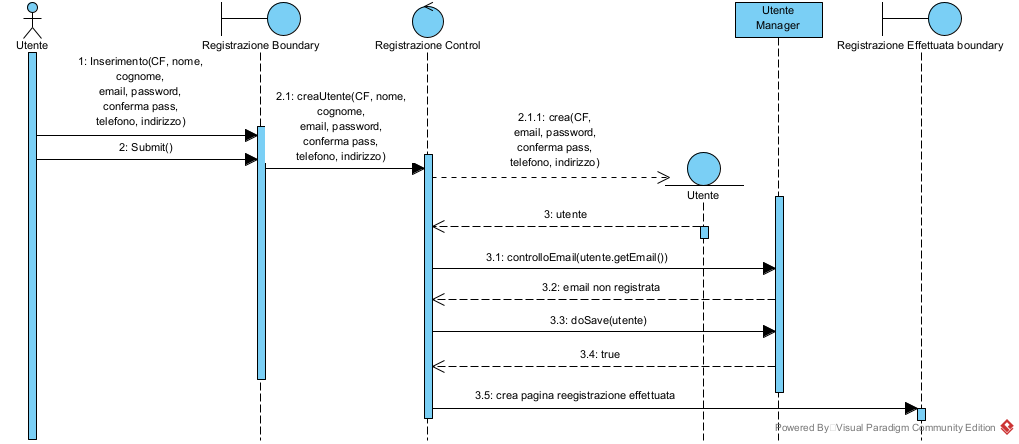 Utente
Registrazione Boundary
Registrazione Control
Utente
Manager
Registrazione Effettuata boundary
1: Inserimento(CF, nome,
cognome,
email, password,
conferma pass,
telefono, indirizzo)
2: Submit()
2.1: creaUtente(CF, nome,
cognome,
email, password,
conferma pass,
telefono, indirizzo)
2.1.1: crea(CF,
email, password,
conferma pass,
telefono, indirizzo)
Utente
3: utente
3.1: controlloEmail(utente.getEmail())
3.2: email non registrata
3.3: doSave(utente)
3.4: true
3.5: crea pagina reegistrazione effettuata
Powered By Visual Paradigm Community Edition